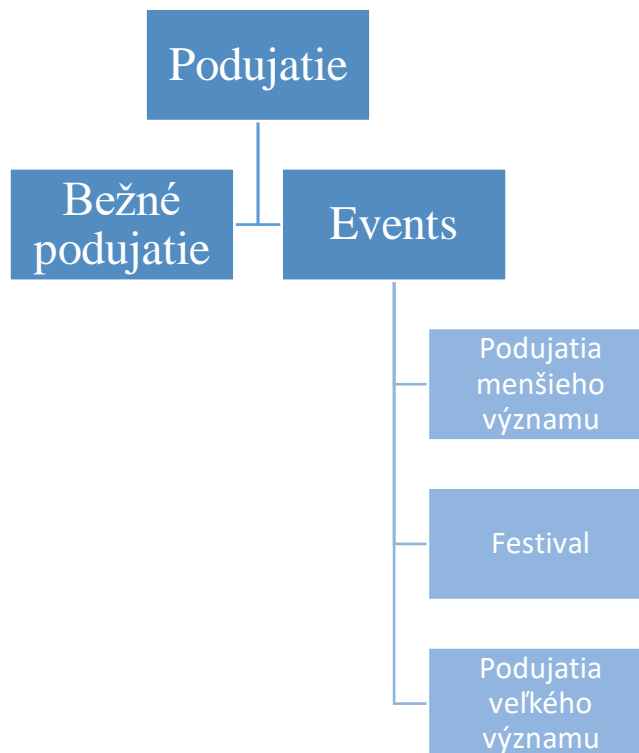 Podujatie
Bežné
podujatie
Events
Podujatia
menšieho
významu
Festival
Podujatia
veľkého
významu